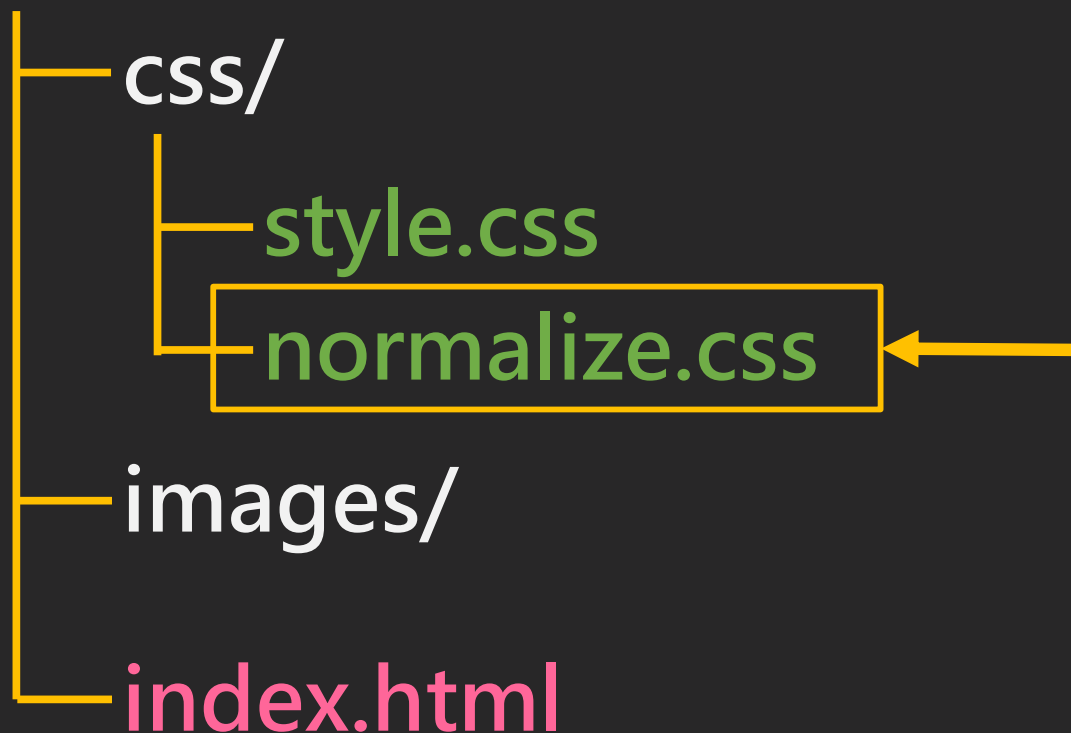 css/
style.css
normalize.css
images/
index.html